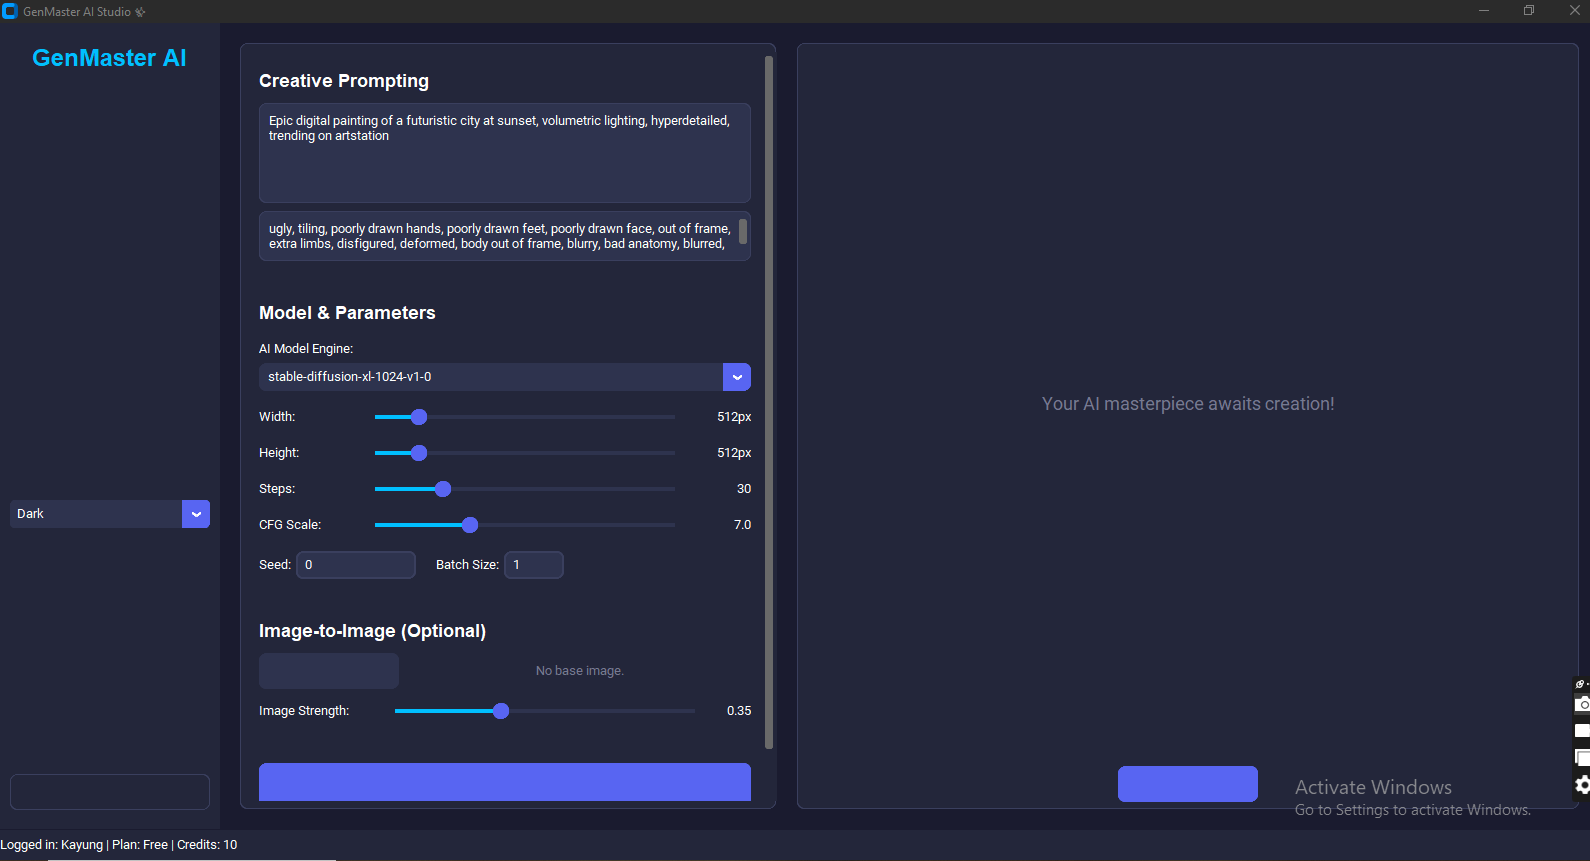 GenMaster AI Studio
GenMaster AI
Dark
Creative Prompting
Epic digital painting of a futuristic city at sunset, volumetric lighting, hyperdetailed,
trending on artstation
ugly, tiling, poorly drawn hands, poorly drawn feet, poorly drawn face, out of frame,
extra limbs, disfigured, deformed, body out of frame, blurry, bad anatomy, blurred,
Model & Parameters
AI Model Engine:
stable-diffusion-xl-1024-v1-0
Width: 512px
Height: 512px
Steps: 30
CFG Scale: 7.0
Seed: 0 Batch Size: 1
Image-to-Image (Optional)
No base image.
Image Strength: 0.35
Your AI masterpiece awaits creation!
Activate Windows
Go to Settings to activate Windows.
Logged in: Kayung | Plan: Free | Credits: 10